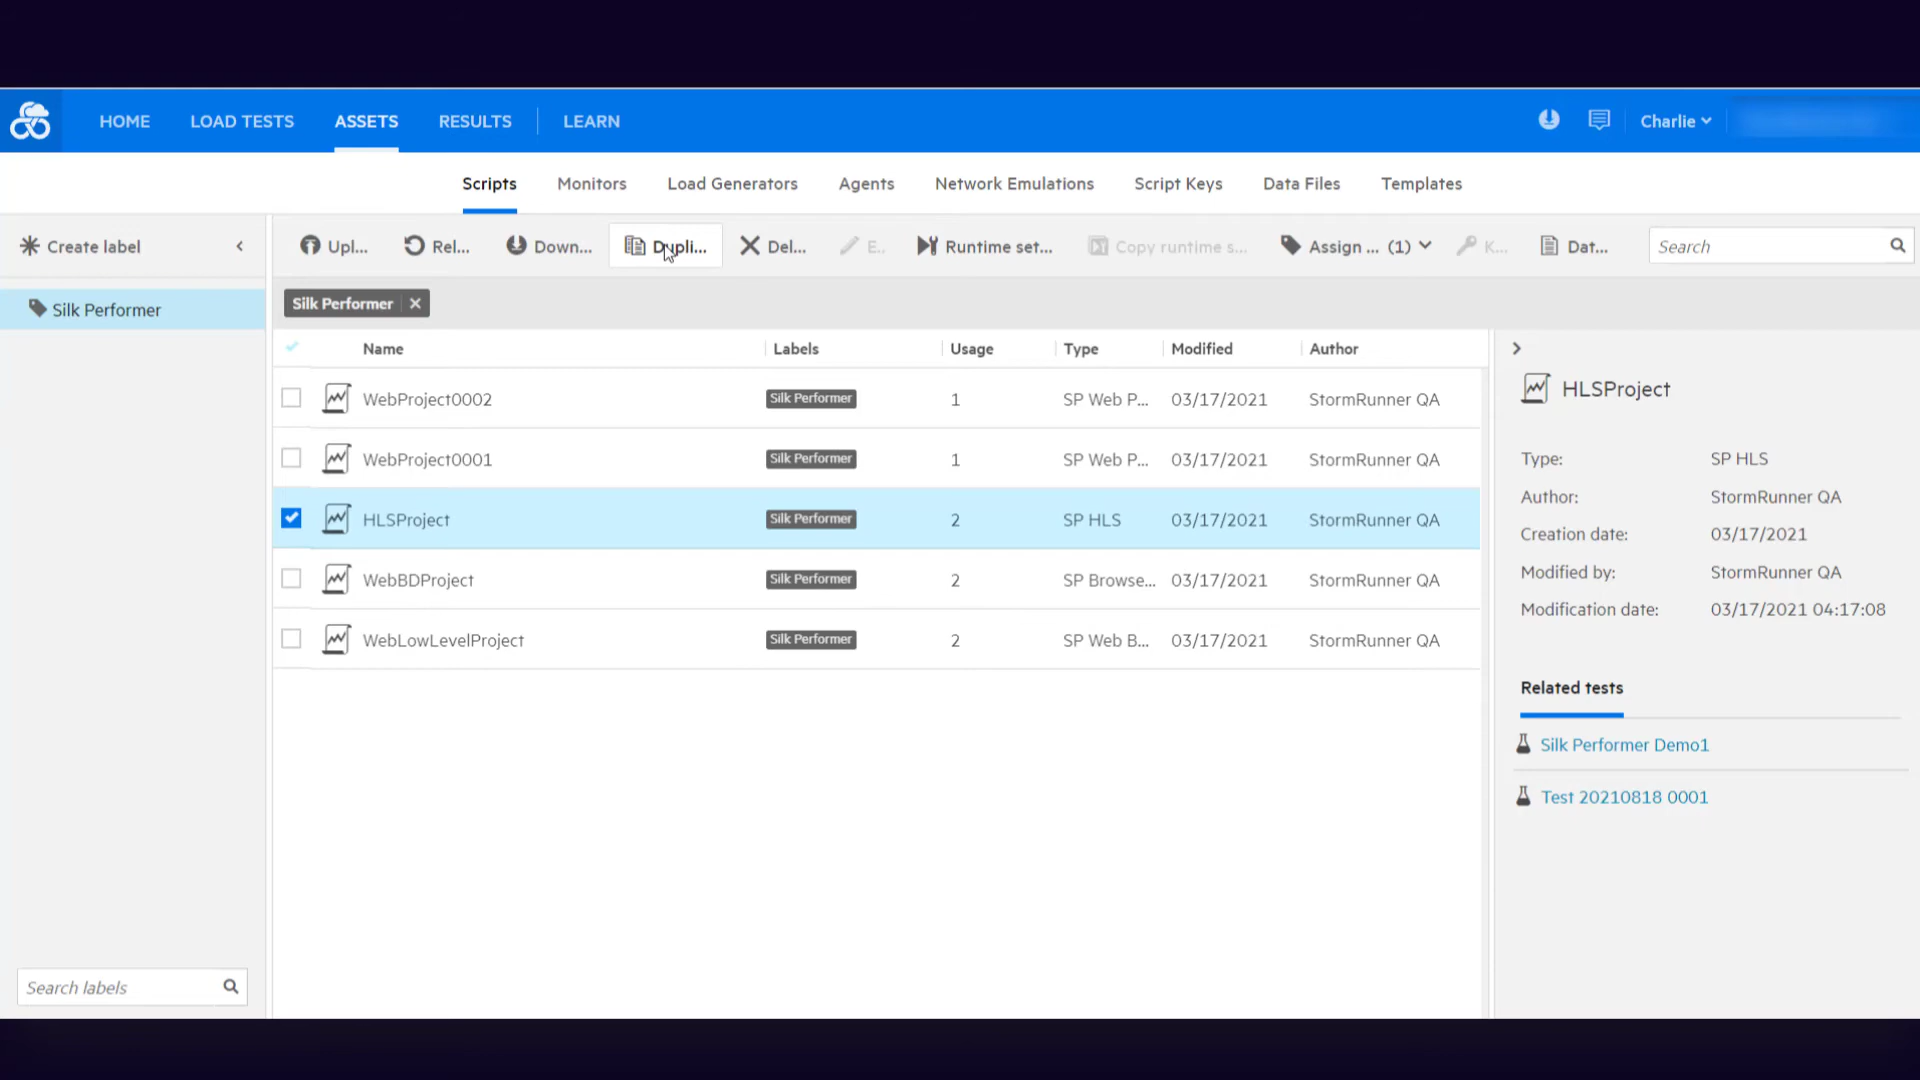 HOME LOAD TESTS ASSETS RESULTS LEARN Charlie
Scripts Monitors Load Generators Agents Network Emulations Script Keys Data Files Templates
Create label Upl... Rel... Down... Dupli... Del... E.. Runtime set... Copy runtime s... Assign ... (1) K... Dat... Search
Silk Performer
Silk Performer
Name Labels Usage Type Modified Author
WebProject0002 Silk Performer 1 SP Web P... 03/17/2021 StormRunner QA
WebProject0001 Silk Performer 1 SP Web P... 03/17/2021 StormRunner QA
HLSProject Silk Performer 2 SP HLS 03/17/2021 StormRunner QA
WebBDProject Silk Performer 2 SP Browse... 03/17/2021 StormRunner QA
WebLowLevelProject Silk Performer 2 SP Web B... 03/17/2021 StormRunner QA
HLSProject
Type: SP HLS
Author: StormRunner QA
Creation date: 03/17/2021
Modified by: StormRunner QA
Modification date: 03/17/2021 04:17:08
Related tests
Silk Performer Demo1
Test 20210818 0001
Search labels